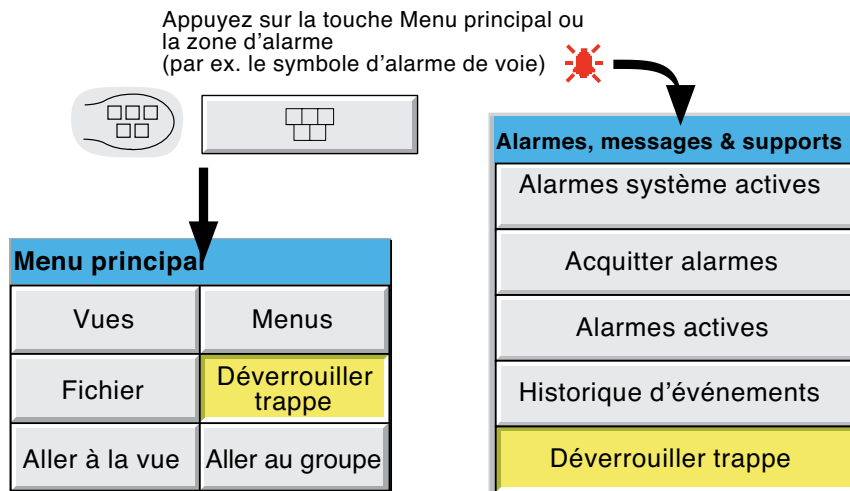 Appuyez sur la touche Menu principal ou
la zone d'alarme
(par ex. le symbole d'alarme de voie)
Menu principal
Vues
Menus
Fichier
Déverrouiller
trappe
Aller à la vue
Aller au groupe
Alarmes, messages & supports
Alarmes système actives
Acquitter alarmes
Alarmes actives
Historique d'événements
Déverrouiller trappe